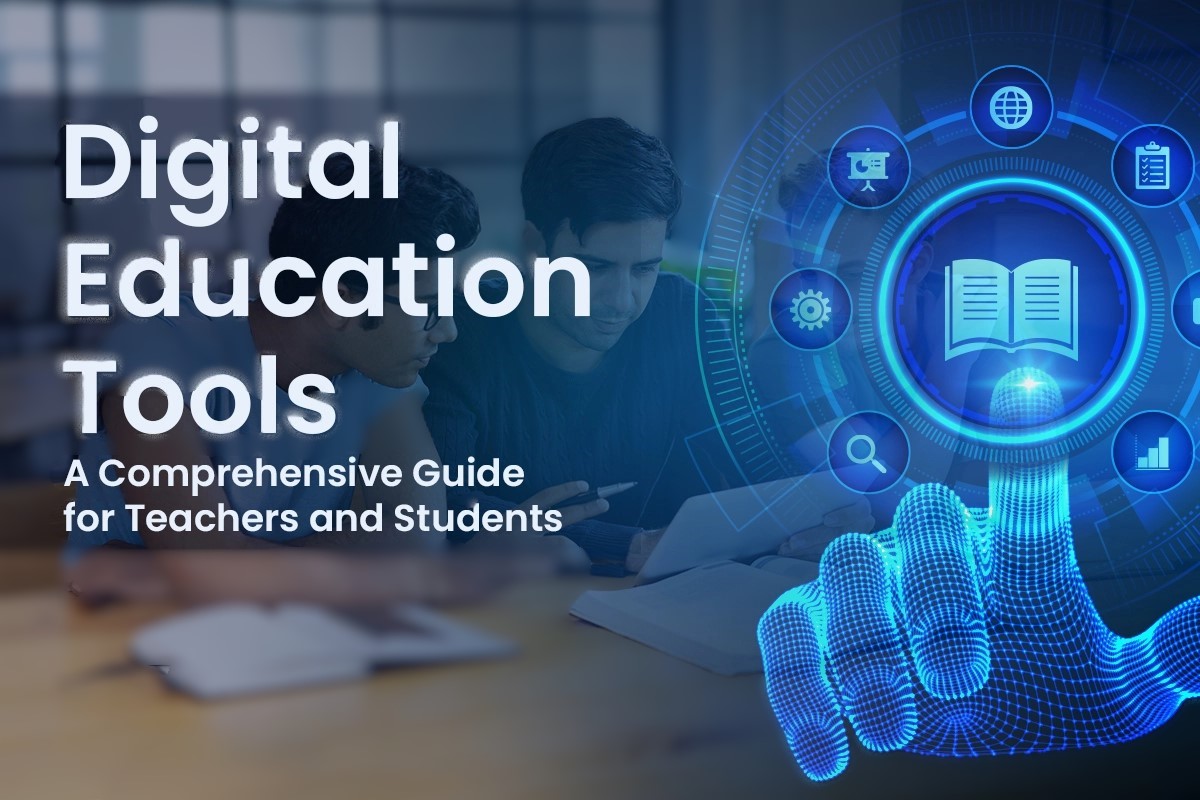 Digital
Education
Tools
A Comprehensive Guide
for Teachers and Students